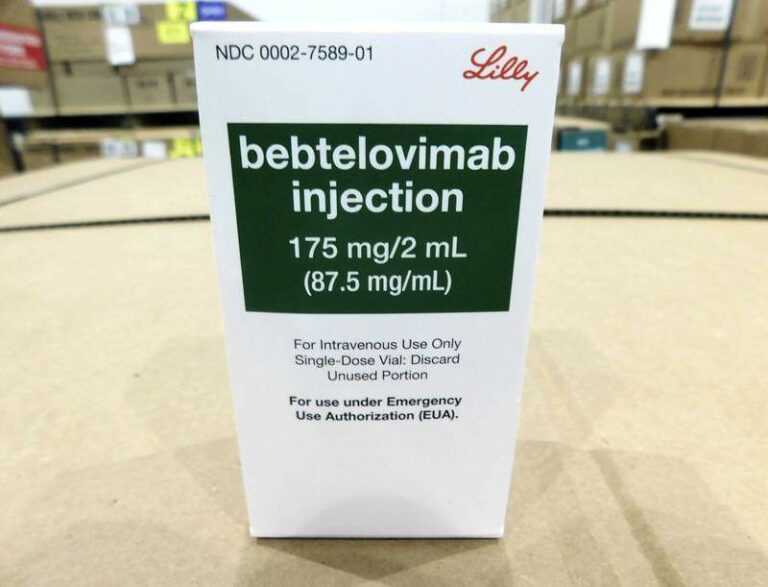 NDC 0002-7589-01
Lilly
bebtelovimab
injection
175 mg/2 mL
(87.5 mg/mL)
For Intravenous Use Only
Single-Dose Vial: Discard
Unused Portion
For use under Emergency
Use Authorization (EUA).